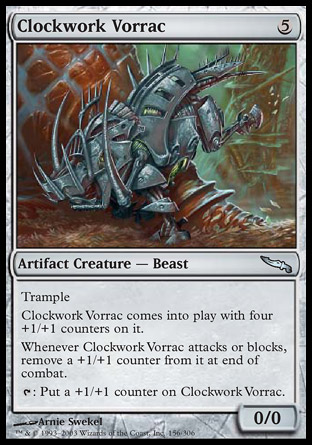 Clockwork Vorrac 5
Artifact Creature — Beast
Trample
Clockwork Vorrac comes into play with four
+1/+1 counters on it.
Whenever Clockwork Vorrac attacks or blocks,
remove a +1/+1 counter from it at end of
combat.
: Put a +1/+1 counter on Clockwork Vorrac.
Arnie Swekel
™ & © 1993–2003 Wizards of the Coast, Inc. 156/306
0/0